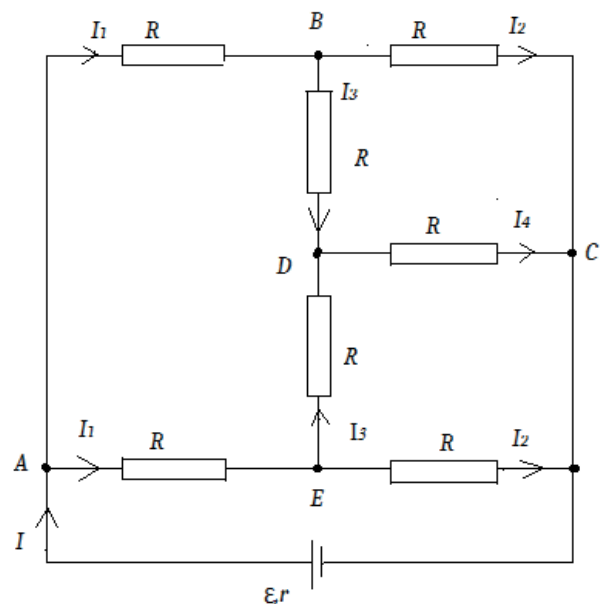 I1 R B R I2
I3
R
R I4
D C
R
I1 R I3 R I2
A
E
I
ε,r